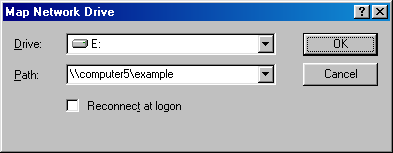 Map Network Drive
Drive: E: OK
Path: \\computer5\example Cancel
Reconnect at logon